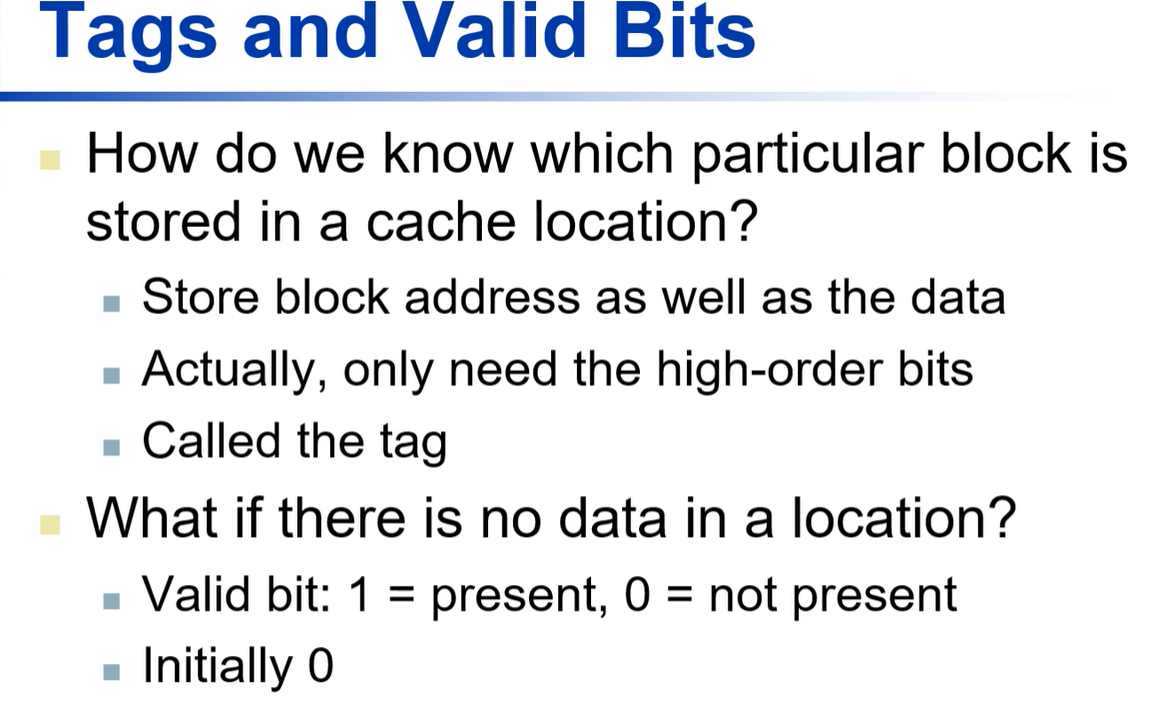 Tags and Valid Bits
How do we know which particular block is
stored in a cache location?
Store block address as well as the data
Actually, only need the high-order bits
Called the tag
What if there is no data in a location?
Valid bit: 1 = present, 0 = not present
Initially 0